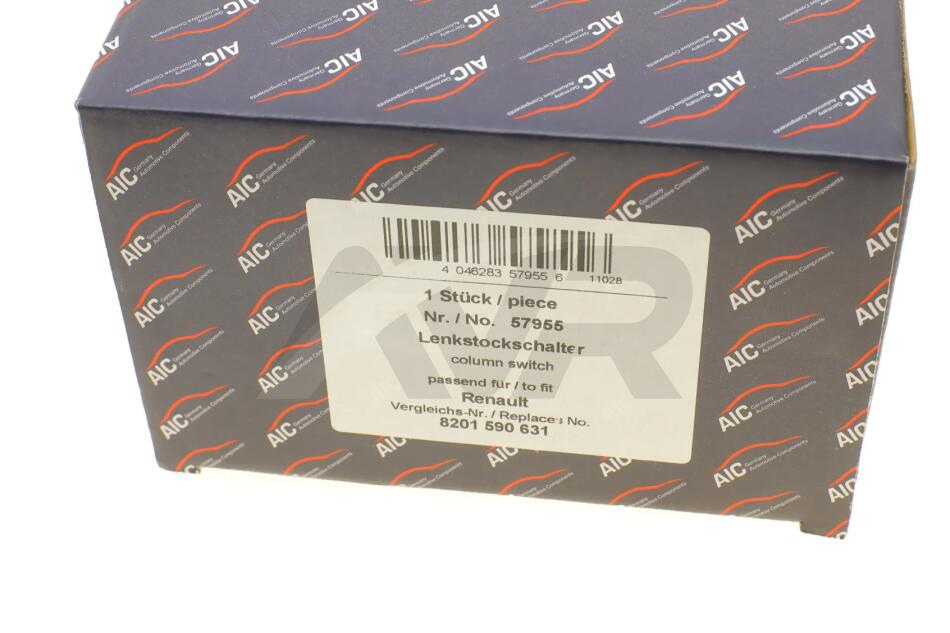 AIC Germany
Automotive Components
4 046283 57955 6 11028
1 Stück / piece
Nr. / No. 57955
Lenkstockschalter
column switch
passend für / to fit
Renault
Vergleichs-Nr. / Replaces No.
8201 590 631
AVR